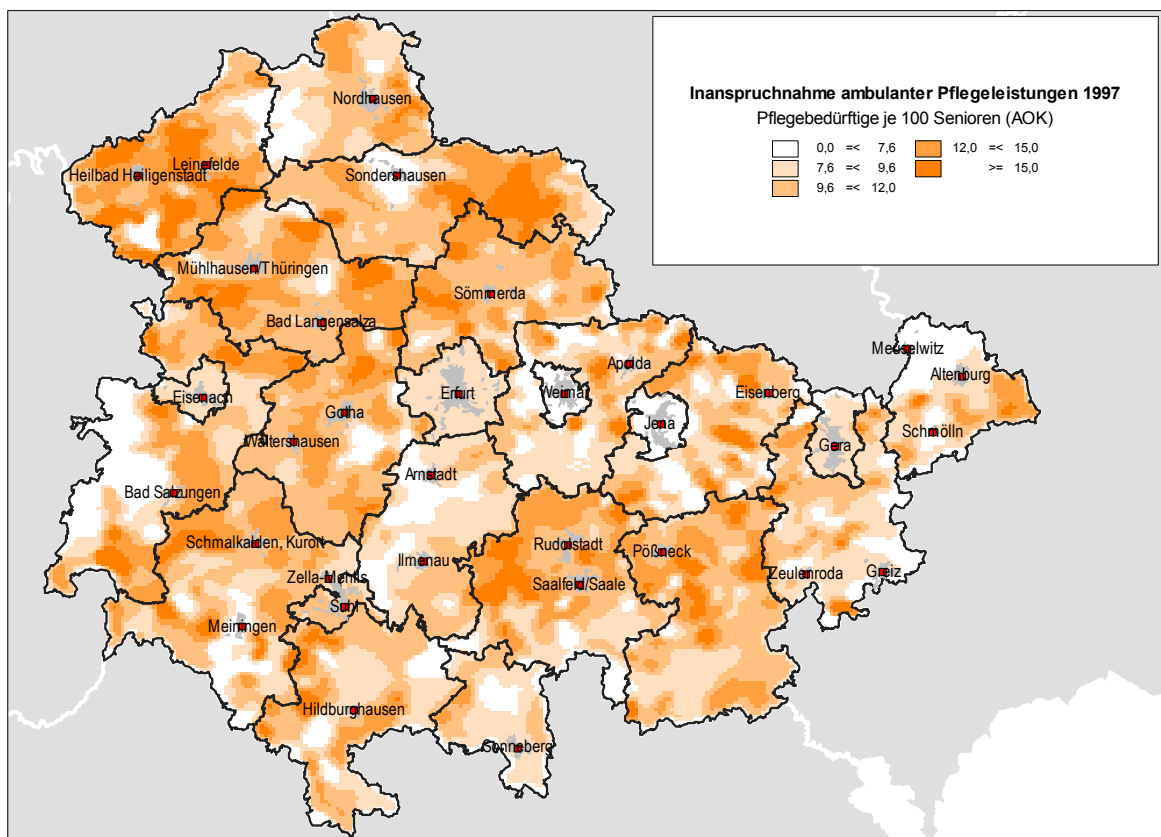 Inanspruchnahme ambulanter Pflegeleistungen 1997
Pflegebedürftige je 100 Senioren (AOK)
0,0 =< 7,6
12,0 =< 15,0
7,6 =< 9,6
>= 15,0
9,6 =< 12,0
Nordhausen
Leinefelde
Heilbad Heiligenstadt
Sondershausen
Mühlhausen/Thüringen
Sömmerda
Bad Langensalza
Meuselwitz
Apolda
Altenburg
Eisenach
Erfurt
Weimar
Eisenberg
Gotha
Jena
Schmölln
Waltershausen
Gera
Arnstadt
Bad Salzungen
Schmalkalden, Kurort
Rudolstadt
Pößneck
Ilmenau
Zella-Mehlis
Saalfeld/Saale
Zeulenroda
Greiz
Suhl
Meiningen
Hildburghausen
Sonneberg